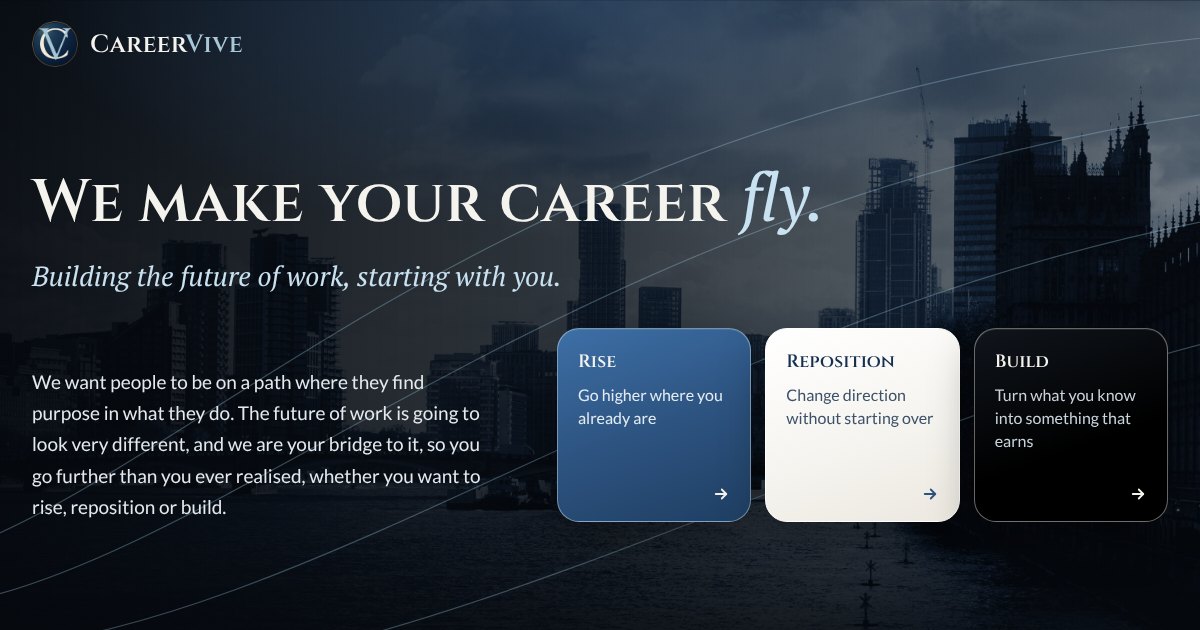 CareerVive
We make your career fly.
Building the future of work, starting with you.
We want people to be on a path where they find
purpose in what they do. The future of work is going to
look very different, and we are your bridge to it, so you
go further than you ever realised, whether you want to
rise, reposition or build.
Rise
Go higher where you
already are
→
Reposition
Change direction
without starting over
→
Build
Turn what you know
into something that
earns
→